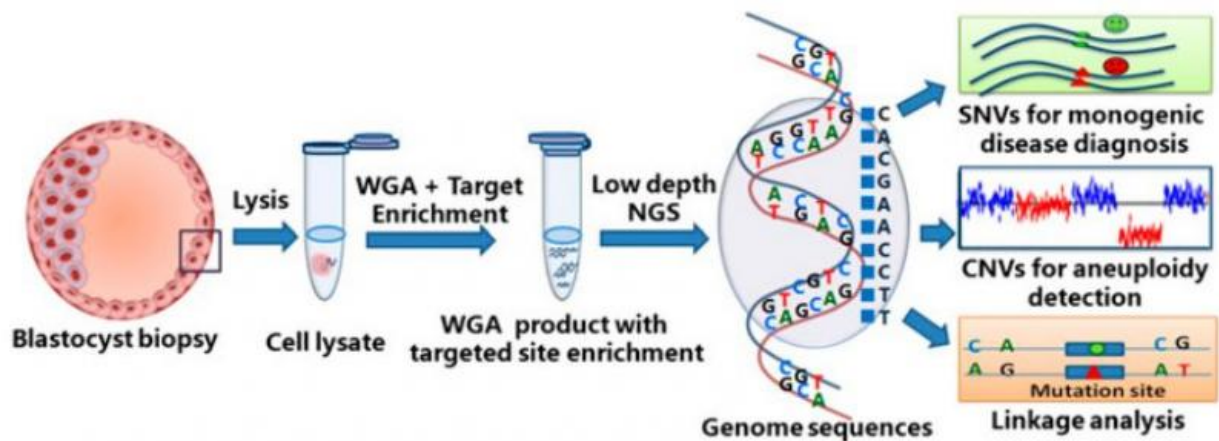 Blastocyst biopsy
Lysis
Cell lysate
WGA + Target
Enrichment
WGA product with
targeted site enrichment
Low depth
NGS
C G T
G C A
C
A G G T T G
T C C A A
A T
T G
C T A C
G A G
G T C G T C
C A G C A G
C G T
G C A
C
A
C
G
A
A
C
C
T
T
Genome sequences
SNVs for monogenic
disease diagnosis
CNVs for aneuploidy
detection
C A C G
A G A T
Mutation site
Linkage analysis